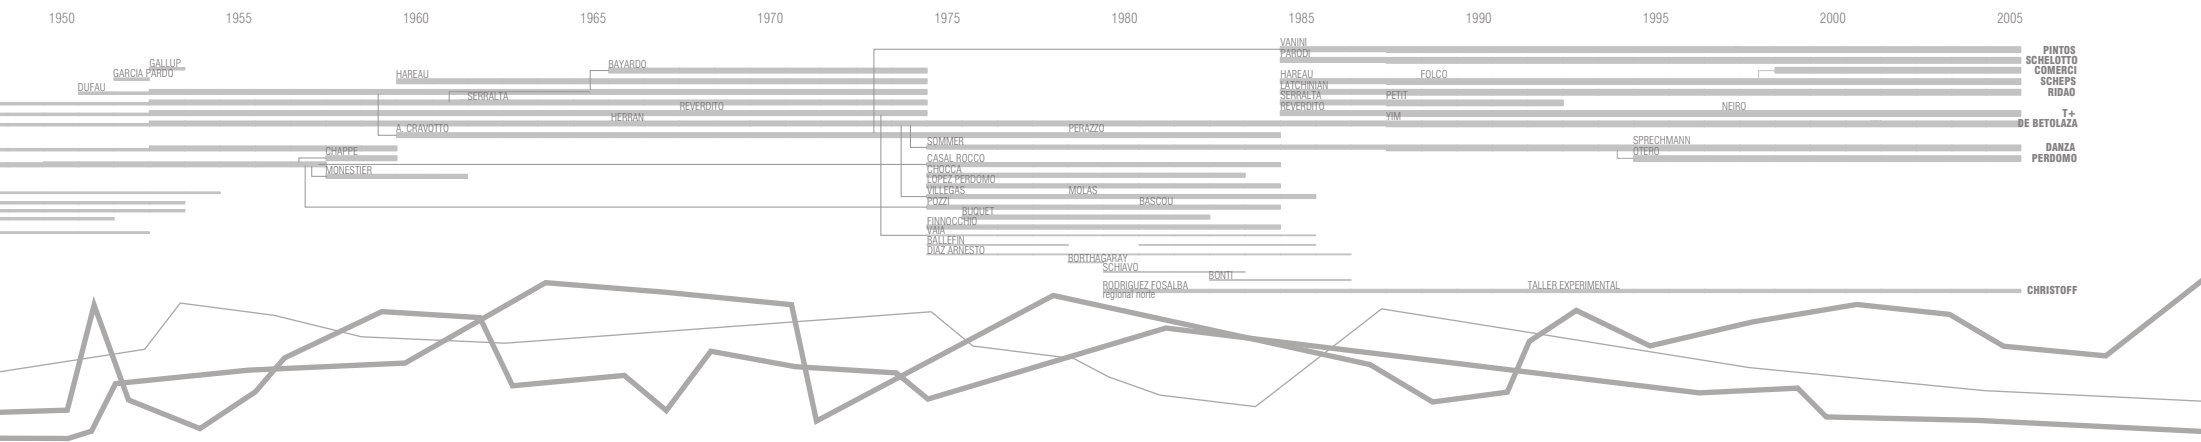 1950 1955 1960 1965 1970 1975 1980 1985 1990 1995 2000 2005
VANINI
PINTOS
PARODI
SCHELOTTO
GALLUP
BAYARDO
COMERCI
GARCIA PARDO
HAREAU
HAREAU
FOLCO
SCHEPS
DUFAU
LATCHINIAN
RIDAO
SERRALTA
SERRALTA
PETIT
REVERDITO
REVERDITO
NEIRO
T+
HERRAN
YIM
DE BETOLAZA
A. CRAVOTTO
PERAZZO
SOMMER
SPRECHMANN
DANZA
CHAPPE
OTERO
PERDOMO
CASAL ROCCO
MONESTIER
CHOCCA
LOPEZ PERDOMO
VILLEGAS
MOLAS
POZZI
BASCOU
BUQUET
FINNOCCHIO
VAIA
BALLEFIN
DIAZ ARNESTO
BORTHAGARAY
SCHIAVO
BONTI
RODRIGUEZ FOSALBA
TALLER EXPERIMENTAL
CHRISTOFF
regional norte